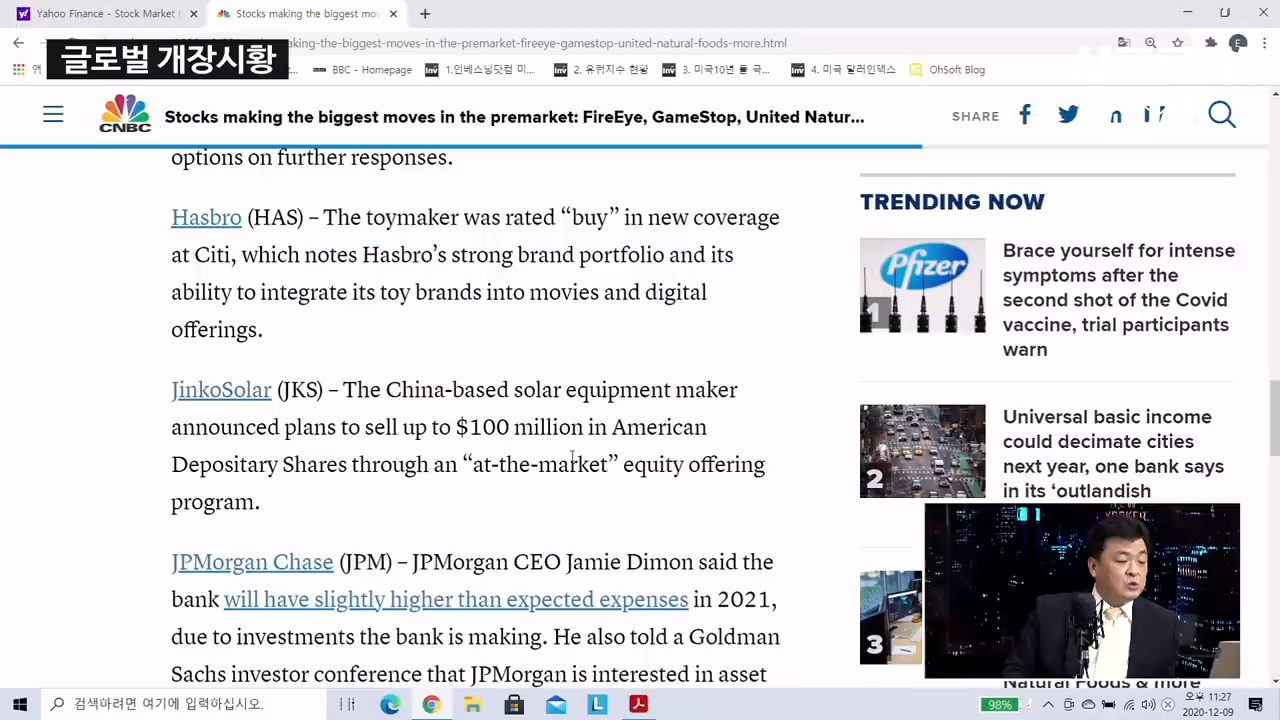 Yahoo Finance - Stock Market
Stocks making the biggest mov
글로벌 개장시황
aking-the-biggest-moves-in-the-premarket-fireeye-gamestop-united-natural-foods-more.html
BBC - Homepage
1.인베스닝닷컴 미...
2. 유럽지수 현황
3. 미국10년 물 국...
4. 미국 달러인덱스
OhSoft Blog
CNBC
Stocks making the biggest moves in the premarket: FireEye, GameStop, United Natur...
SHARE
options on further responses.
Hasbro (HAS) – The toymaker was rated “buy” in new coverage
at Citi, which notes Hasbro’s strong brand portfolio and its
ability to integrate its toy brands into movies and digital
offerings.
JinkoSolar (JKS) – The China-based solar equipment maker
announced plans to sell up to $100 million in American
Depositary Shares through an “at-the-market” equity offering
program.
JPMorgan Chase (JPM) – JPMorgan CEO Jamie Dimon said the
bank will have slightly higher than expected expenses in 2021,
due to investments the bank is making. He also told a Goldman
Sachs investor conference that JPMorgan is interested in asset
TRENDING NOW
Pfizer
1
Brace yourself for intense
symptoms after the
second shot of the Covid
vaccine, trial participants
warn
2
Universal basic income
could decimate cities
next year, one bank says
in its ‘outlandish
3
Natural Foods & more
검색하려면 여기에 입력하십시오.
98%
오후 11:27
2020-12-09